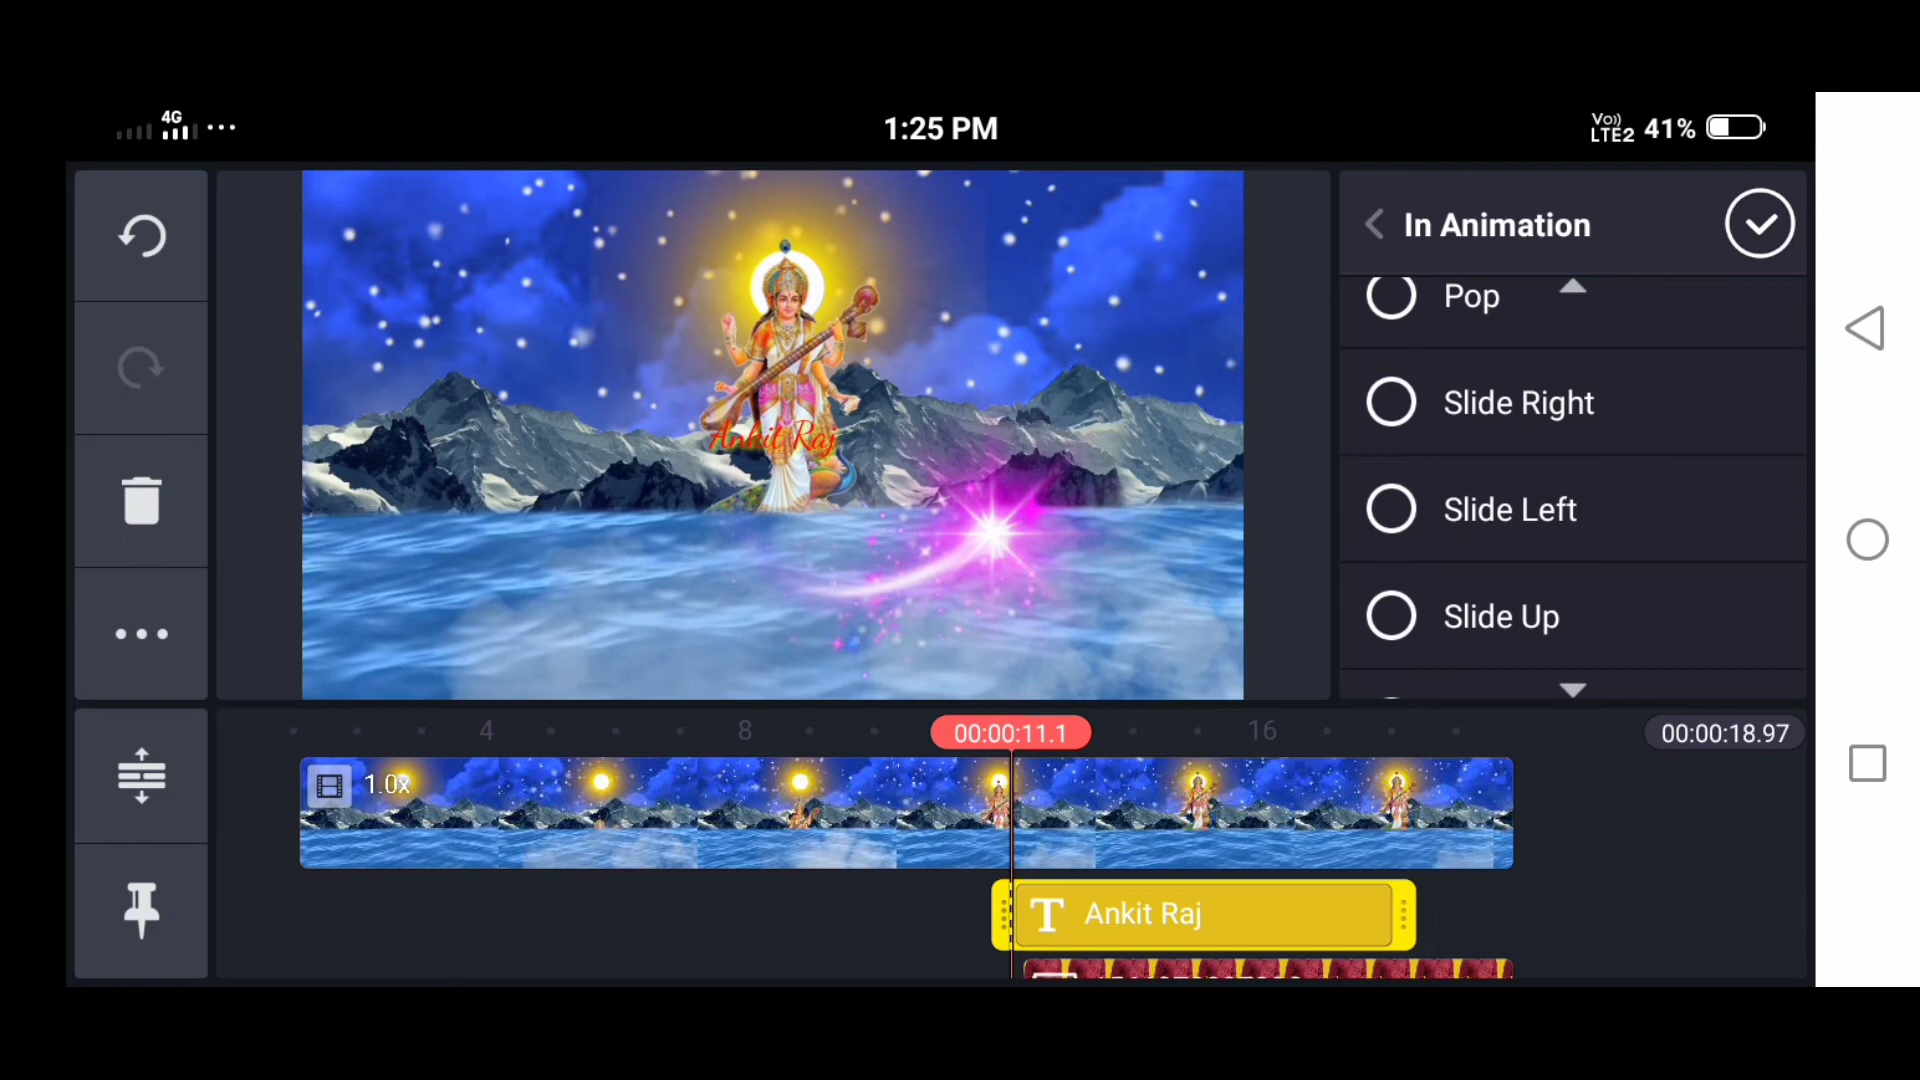 4G
1:25 PM
Vo))
LTE2
41%
In Animation
Pop
Slide Right
Slide Left
Slide Up
Ankit Raj
4
8
00:00:11.1
16
00:00:18.97
1.0x
Ankit Raj